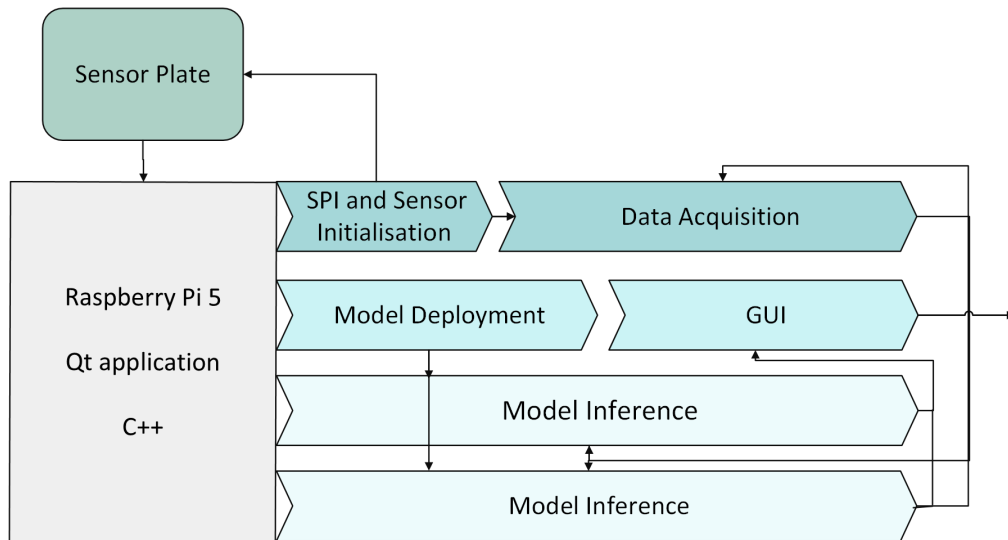 Sensor Plate
SPI and Sensor
Initialisation
Data Acquisition
Raspberry Pi 5
Qt application
C++
Model Deployment
GUI
Model Inference
Model Inference